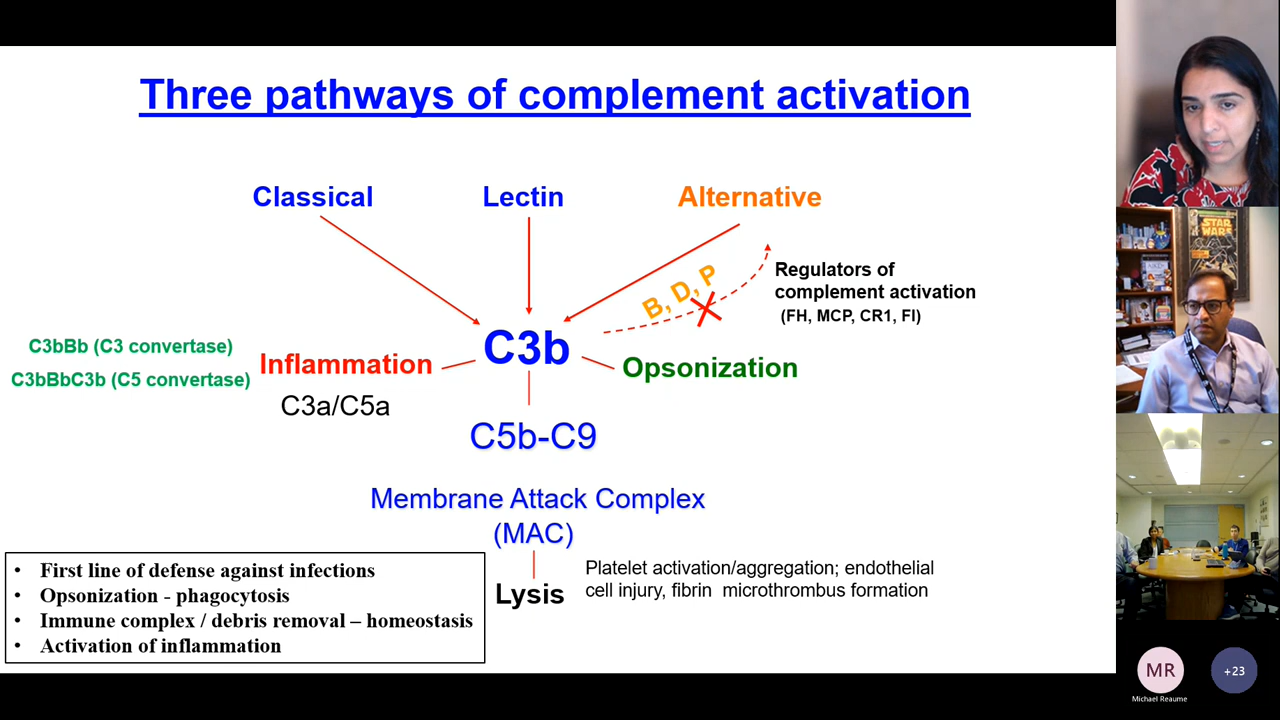 Three pathways of complement activation
Classical
Lectin
Alternative
B, D, P
Regulators of
complement activation
(FH, MCP, CR1, FI)
C3b
C3bBb (C3 convertase)
C3bBbC3b (C5 convertase)
Inflammation
C3a/C5a
Opsonization
C5b-C9
Membrane Attack Complex
(MAC)
Lysis
Platelet activation/aggregation; endothelial
cell injury, fibrin microthrombus formation
• First line of defense against infections
• Opsonization - phagocytosis
• Immune complex / debris removal – homeostasis
• Activation of inflammation
STAR
WARS
MR
Michael Reaume
+23